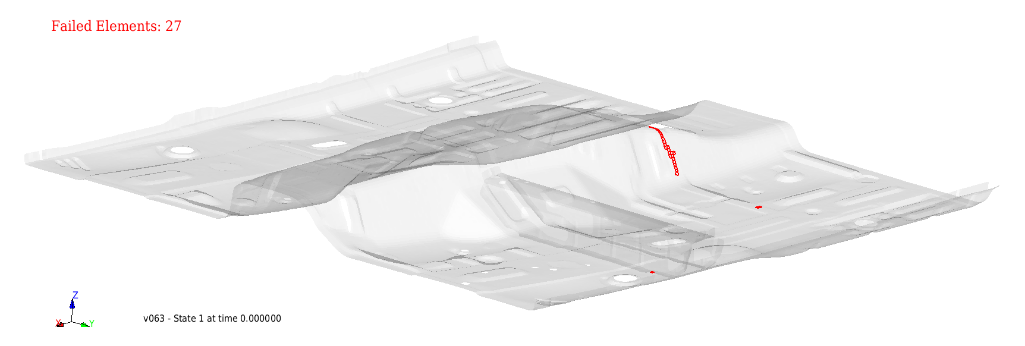 Failed Elements: 27
Z
X Y
v063 - State 1 at time 0.000000